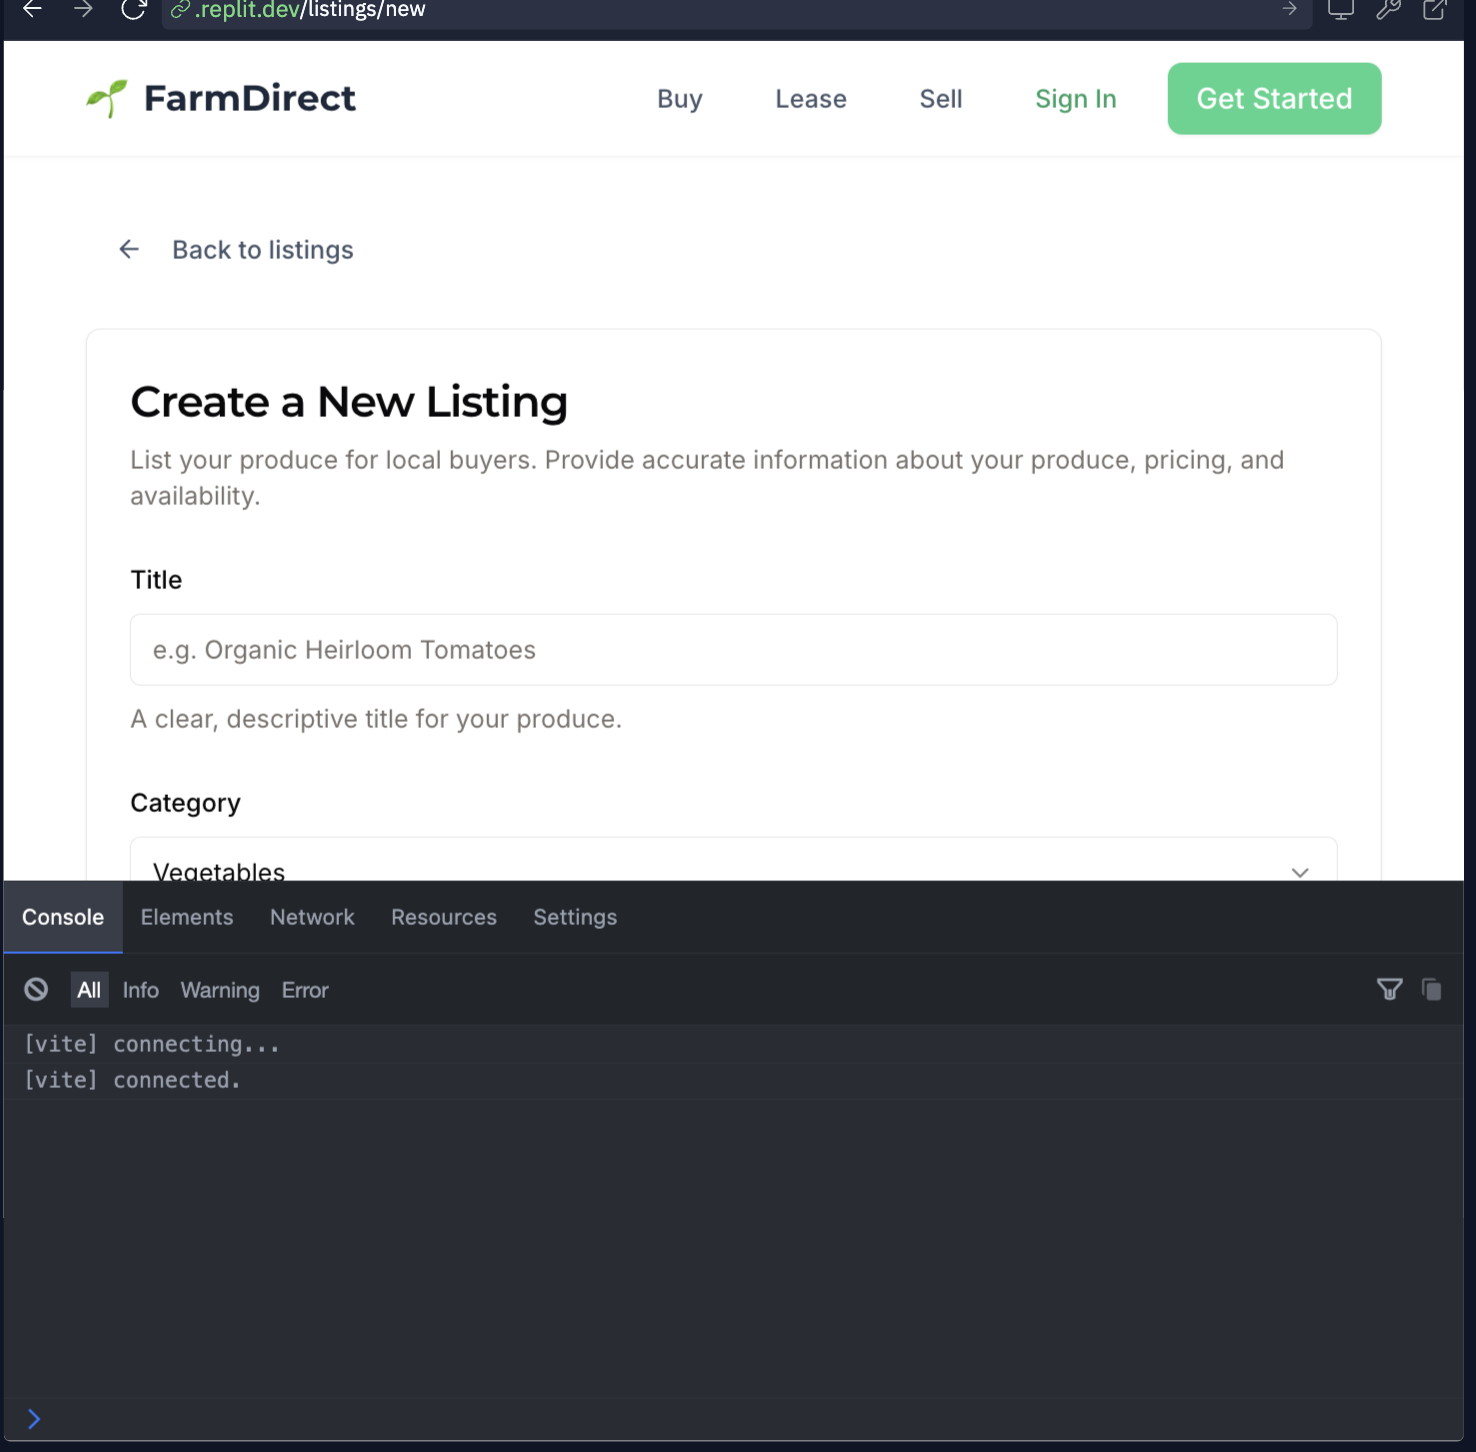 .replit.dev/listings/new
FarmDirect
Buy
Lease
Sell
Sign In
Get Started
Back to listings
Create a New Listing
List your produce for local buyers. Provide accurate information about your produce, pricing, and
availability.
Title
e.g. Organic Heirloom Tomatoes
A clear, descriptive title for your produce.
Category
Vegetables
Console
Elements
Network
Resources
Settings
All
Info
Warning
Error
[vite] connecting...
[vite] connected.